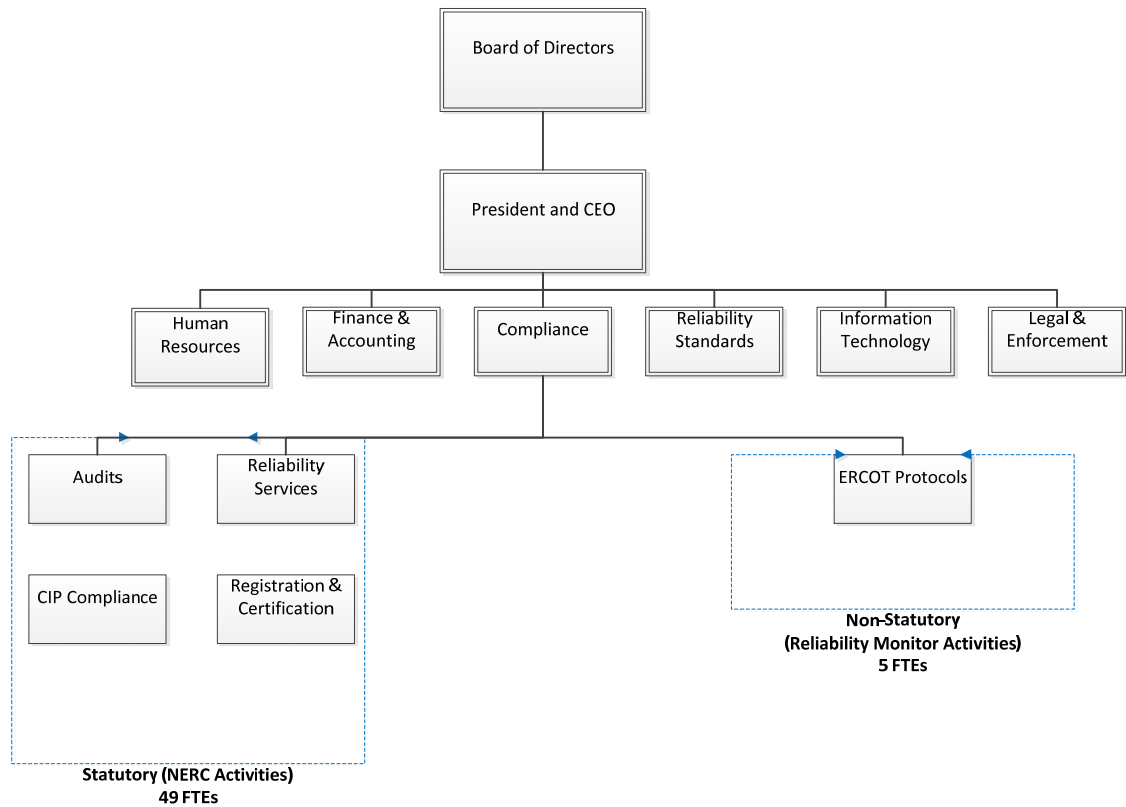 Board of Directors
President and CEO
Human
Resources
Finance &
Accounting
Compliance
Reliability
Standards
Information
Technology
Legal &
Enforcement
Audits
Reliability
Services
ERCOT Protocols
CIP Compliance
Registration &
Certification
Non-Statutory
(Reliability Monitor Activities)
5 FTEs
Statutory (NERC Activities)
49 FTEs